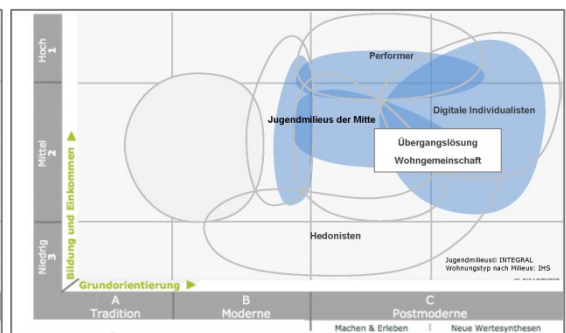 Hoch
1
Mittel
2
Niedrig
3
Bildung und Einkommen
Performer
Jugendmilieus der Mitte
Digitale Individualisten
Übergangslösung
Wohngemeinschaft
Hedonisten
Jugendmilieus© INTEGRAL
Wohnungstyp nach Milieus: IHS
Grundorientierung
A
Tradition
B
Moderne
C
Postmoderne
Machen & Erleben
Neue Wertesynthesen